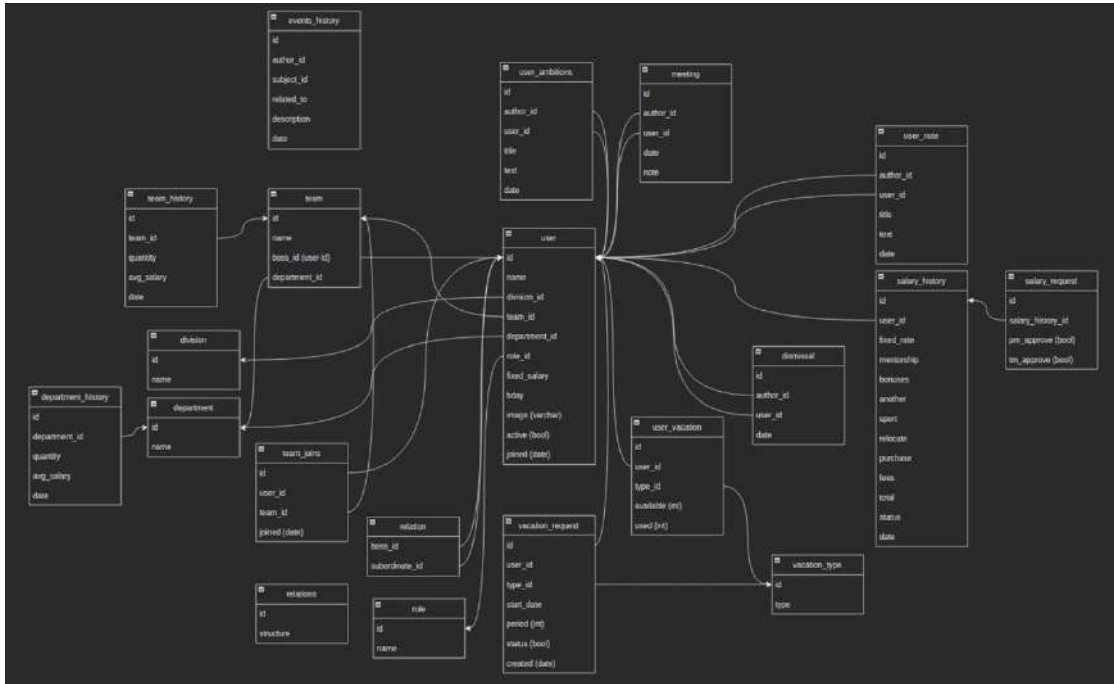 events_history
id
author_id
subject_id
related_to
description
date
user_ambitions
id
author_id
user_id
title
text
date
meeting
id
author_id
user_id
date
note
user_note
id
author_id
user_id
title
text
date
team_history
id
team_id
quantity
avg_salary
date
team
id
name
boss_id (user id)
department_id
user
id
name
division_id
team_id
department_id
role_id
fixed_salary
bday
image (varchar)
active (bool)
joined (date)
salary_history
id
user_id
fixed_rate
mentorship
bonuses
another
sport
relocate
purchase
fees
total
status
date
salary_request
id
salary_history_id
pm_approve (bool)
tm_approve (bool)
division
id
name
dismissal
id
author_id
user_id
date
department_history
id
department_id
quantity
avg_salary
date
department
id
name
user_vacation
id
user_id
type_id
available (int)
used (int)
team_joins
id
user_id
team_id
joined (date)
relation
boss_id
subordinate_id
vacation_request
id
user_id
type_id
start_date
period (int)
status (bool)
created (date)
vacation_type
id
type
relations
id
structure
role
id
name